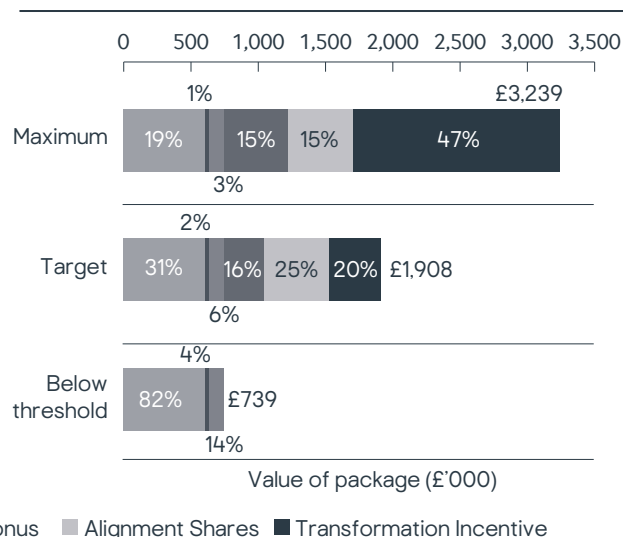 0 500 1,000 1,500 2,000 2,500 3,000 3,500
1% £3,239
Maximum 19% 15% 15% 47%
3%
2%
Target 31% 16% 25% 20% £1,908
6%
4%
Below
threshold 82% £739
14%
Value of package (£'000)
Alignment Shares Transformation Incentive